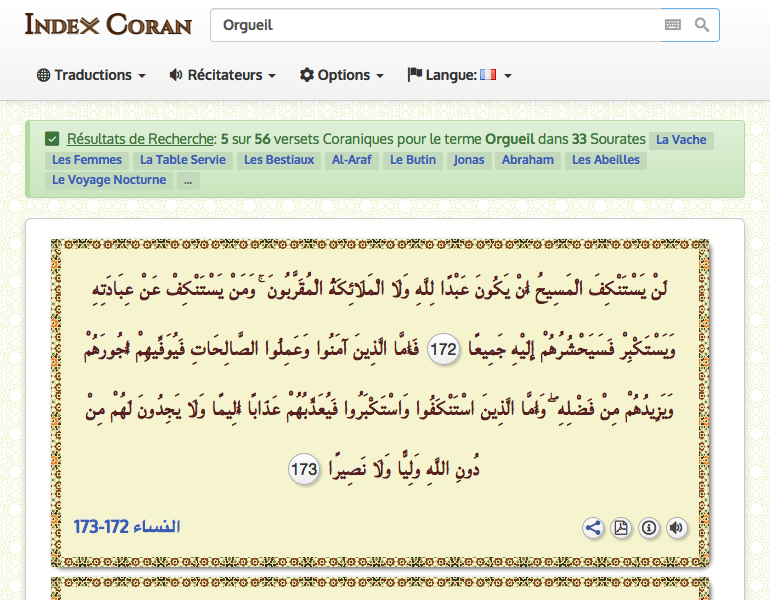 Index Coran
Orgueil
Traductions Récitateurs Options Langue:
Résultats de Recherche: 5 sur 56 versets Coraniques pour le terme Orgueil dans 33 Sourates La Vache
Les Femmes La Table Servie Les Bestiaux Al-Araf Le Butin Jonas Abraham Les Abeilles
Le Voyage Nocturne ...
لَنْ يَسْتَنْكِفَ الْمَسِيحُ أَنْ يَكُونَ عَبْدًا لِلَّهِ وَلَا الْمَلَائِكَةُ الْمُقَرَّبُونَ ۚ وَمَنْ يَسْتَنْكِفْ عَنْ عِبَادَتِهِ
وَيَسْتَكْبِرْ فَسَيَحْشُرُهُمْ إِلَيْهِ جَمِيعًا 172 فَأَمَّا الَّذِينَ آمَنُوا وَعَمِلُوا الصَّالِحَاتِ فَيُوَفِّيهِمْ أُجُورَهُمْ
وَيَزِيدُهُمْ مِنْ فَضْلِهِ ۖ وَأَمَّا الَّذِينَ اسْتَنْكَفُوا وَاسْتَكْبَرُوا فَيُعَذِّبُهُمْ عَذَابًا أَلِيمًا وَلَا يَجِدُونَ لَهُمْ مِنْ
دُونِ اللَّهِ وَلِيًّا وَلَا نَصِيرًا 173
النساء 172-173